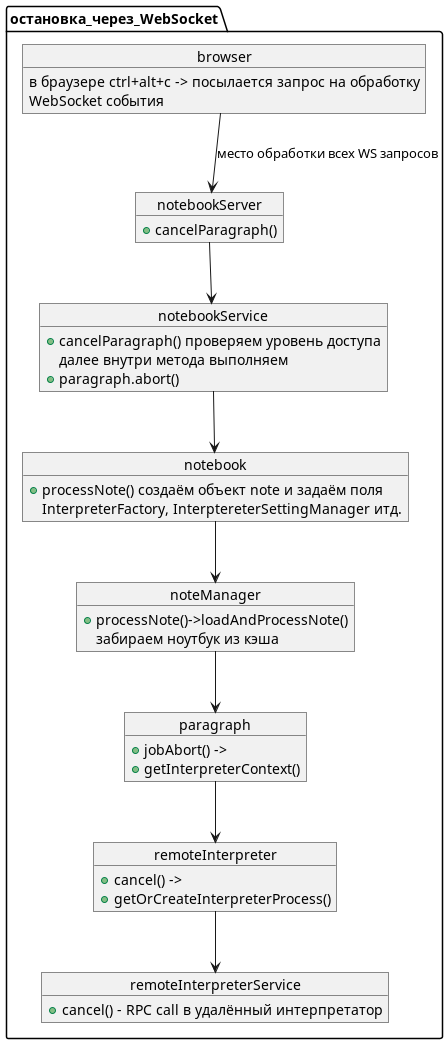 остановка_через_WebSocket
browser
в браузере ctrl+alt+c -> посылается запрос на обработку
WebSocket события
место обработки всех WS запросов
notebookServer
cancelParagraph()
notebookService
cancelParagraph() проверяем уровень доступа
далее внутри метода выполняем
paragraph.abort()
notebook
processNote() создаём объект note и задаём поля
InterpreterFactory, InterptereterSettingManager итд.
noteManager
processNote()->loadAndProcessNote()
забираем ноутбук из кэша
paragraph
jobAbort() ->
getInterpreterContext()
remoteInterpreter
cancel() ->
getOrCreateInterpreterProcess()
remoteInterpreterService
cancel() - RPC call в удалённый интерпретатор